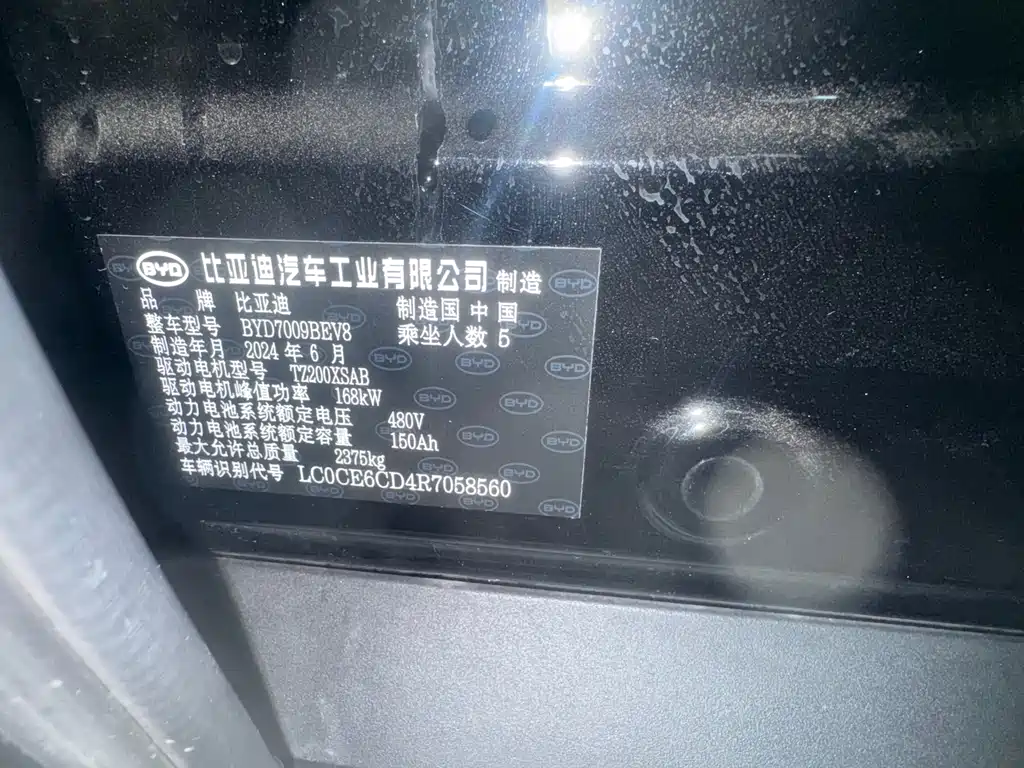 BYD 比亚迪汽车工业有限公司 制造
品 牌 比亚迪 制造国 中国
整车型号 BYD7009BEV8 乘坐人数 5
制造年月 2024 年 6 月
驱动电机型号 TZ200XSAB
驱动电机峰值功率 168kW
动力电池系统额定电压 480V
动力电池系统额定容量 150Ah
最大允许总质量 2375kg
车辆识别代号 LC0CE6CD4R7058560